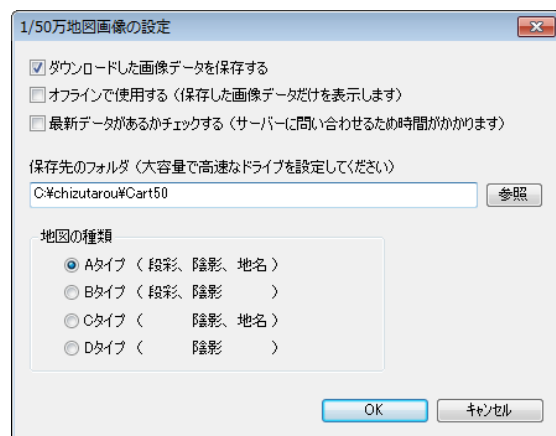 1/50万地図画像の設定
ダウンロードした画像データを保存する
オフラインで使用する（保存した画像データだけを表示します）
最新データがあるかチェックする（サーバーに問い合わせるため時間がかかります）
保存先のフォルダ（大容量で高速なドライブを設定してください）
C:¥chizutarou¥Cart50
参照
地図の種類
Aタイプ （ 段彩、陰影、地名 ）
Bタイプ （ 段彩、陰影 ）
Cタイプ （ 陰影、地名 ）
Dタイプ （ 陰影 ）
OK キャンセル